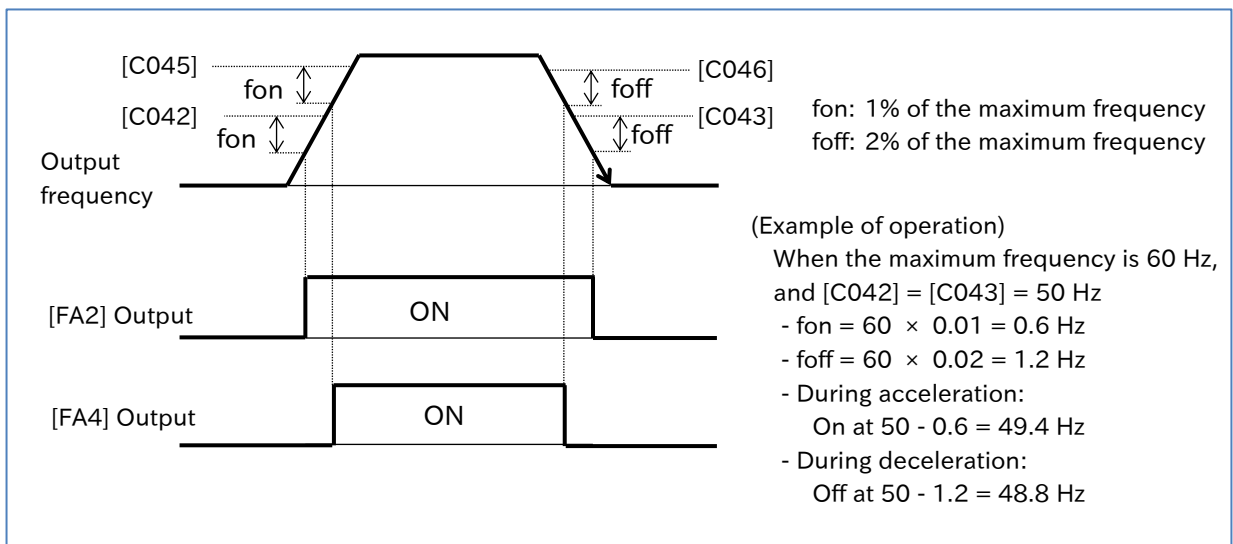 [C045]
fon
[C042]
fon
Output
frequency
[C046]
foff
[C043]
foff
fon: 1% of the maximum frequency
foff: 2% of the maximum frequency
[FA2] Output
ON
[FA4] Output
ON
(Example of operation)
When the maximum frequency is 60 Hz,
and [C042] = [C043] = 50 Hz
- fon = 60 × 0.01 = 0.6 Hz
- foff = 60 × 0.02 = 1.2 Hz
- During acceleration:
On at 50 - 0.6 = 49.4 Hz
- During deceleration:
Off at 50 - 1.2 = 48.8 Hz